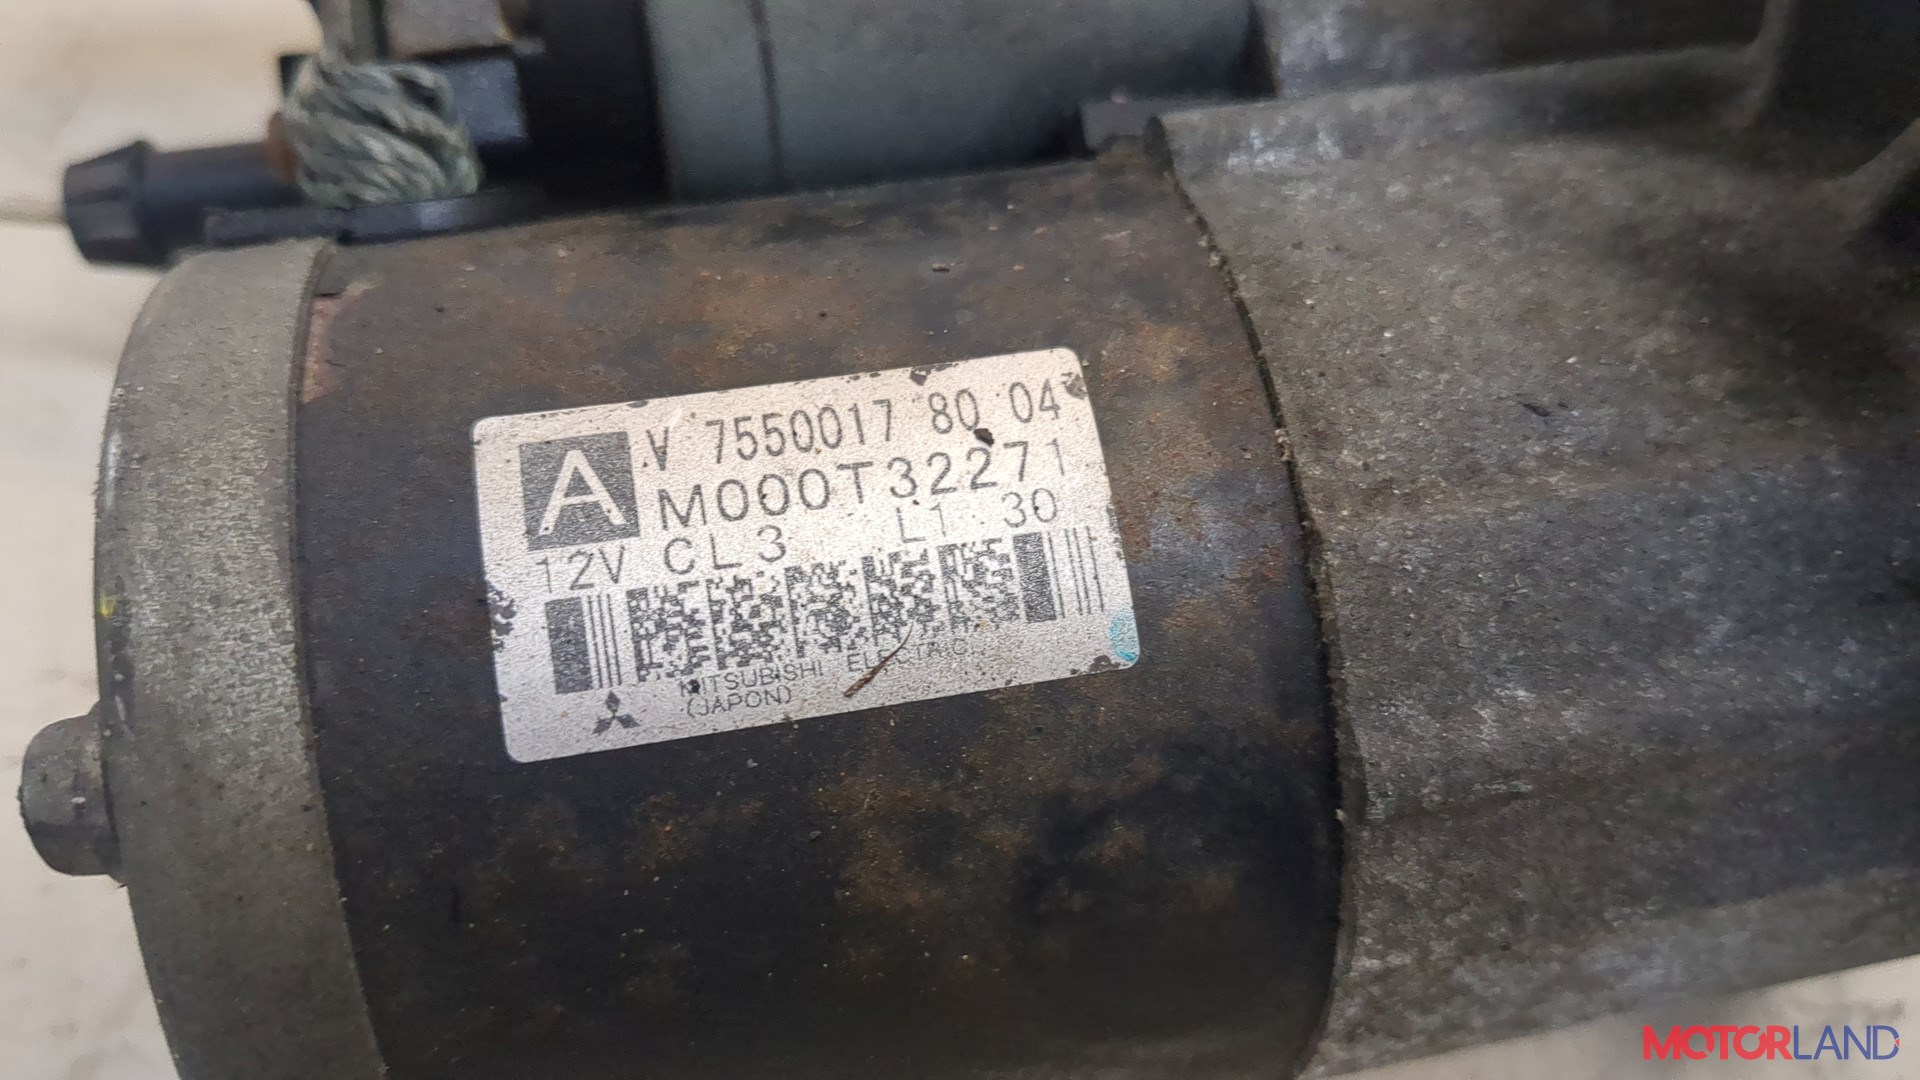 A V 7550017 80 04
M000T32271
12V CL3 L1 30
MITSUBISHI ELECTRIC
(JAPON)
MOTORLAND